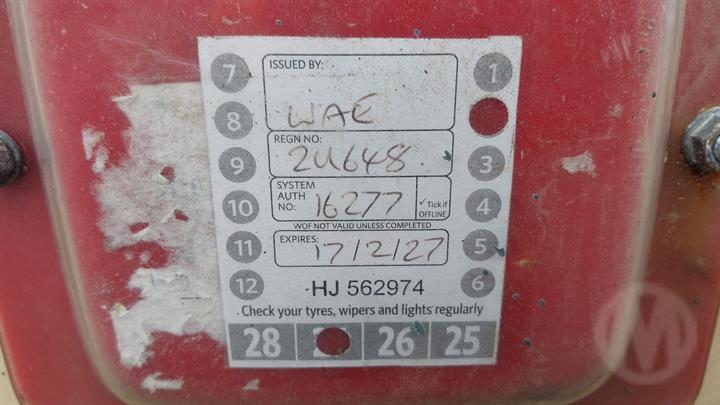 7 ISSUED BY: 1
8 WAE
REGN NO:
9 2U648 3
SYSTEM
AUTH
NO: 16277 ✓Tick if
OFFLINE
10 4
WOF NOT VALID UNLESS COMPLETED
11 EXPIRES: 17/2/27 5
12 HJ 562974 6
Check your tyres, wipers and lights regularly
28 2 26 25
M